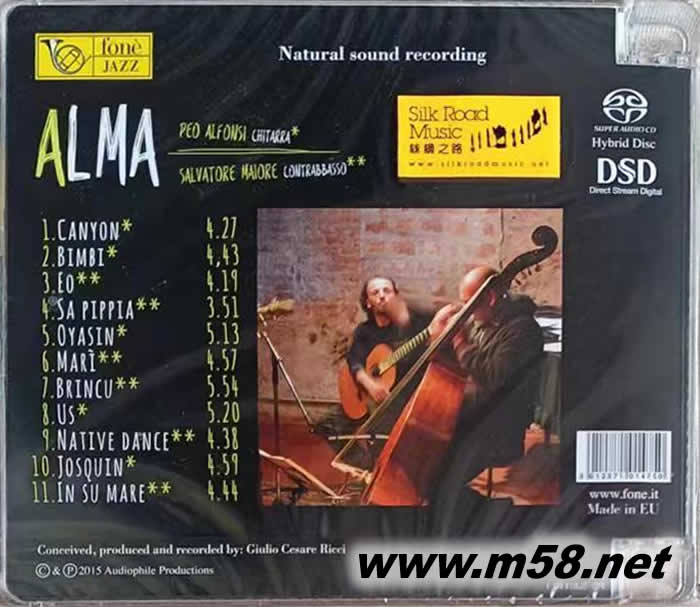 fonè
JAZZ
Natural sound recording
ALMA
PEO ALFONSI CHITARRA*
SALVATORE MAIORE CONTRABBASSO**
Silk Road
Music
絲綢之路
www.silkroadmusic.net
SUPER AUDIO CD
Hybrid Disc
DSD
Direct Stream Digital
1.CANYON* 4.27
2.BIMBI* 4,43
3.EO** 4.19
4.SA PIPPIA** 3.51
5.OYASIN* 5.13
6.MARÌ** 4.57
7.BRINCU** 5.54
8.US* 5.20
9.NATIVE DANCE** 4.38
10.JOSQUIN* 4.59
11.IN SU MARE** 4.44
www.fone.it
Made in EU
Conceived, produced and recorded by: Giulio Cesare Ricci
© & ℗ 2015 Audiophile Productions
www.m58.net